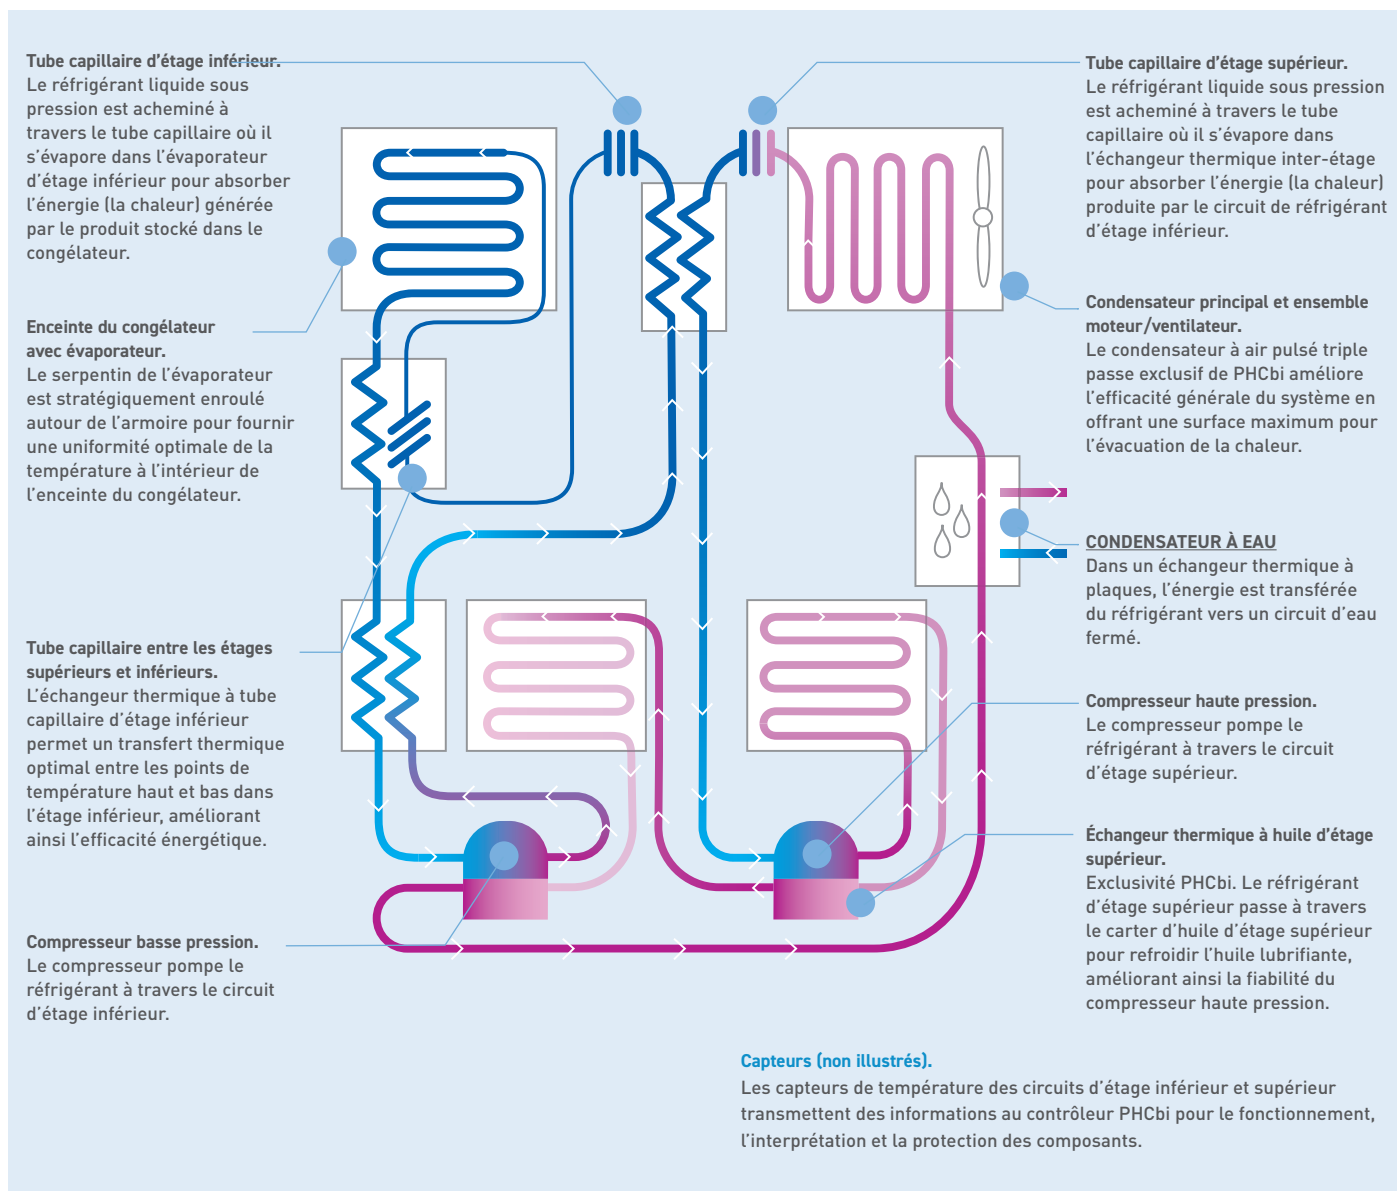 Tube capillaire d’étage inférieur.
Le réfrigérant liquide sous
pression est acheminé à
travers le tube capillaire où il
s’évapore dans l’évaporateur
d’étage inférieur pour absorber
l’énergie (la chaleur) générée
par le produit stocké dans le
congélateur.
Enceinte du congélateur
avec évaporateur.
Le serpentin de l’évaporateur
est stratégiquement enroulé
autour de l’armoire pour fournir
une uniformité optimale de la
température à l’intérieur de
l’enceinte du congélateur.
Tube capillaire entre les étages
supérieurs et inférieurs.
L’échangeur thermique à tube
capillaire d’étage inférieur
permet un transfert thermique
optimal entre les points de
température haut et bas dans
l’étage inférieur, améliorant
ainsi l’efficacité énergétique.
Compresseur basse pression.
Le compresseur pompe le
réfrigérant à travers le circuit
d’étage inférieur.
Tube capillaire d’étage supérieur.
Le réfrigérant liquide sous pression
est acheminé à travers le tube
capillaire où il s’évapore dans
l’échangeur thermique inter-étage
pour absorber l’énergie (la chaleur)
produite par le circuit de réfrigérant
d’étage inférieur.
Condensateur principal et ensemble
moteur/ventilateur.
Le condensateur à air pulsé triple
passe exclusif de PHCbi améliore
l’efficacité générale du système en
offrant une surface maximum pour
l’évacuation de la chaleur.
CONDENSATEUR À EAU
Dans un échangeur thermique à
plaques, l’énergie est transférée
du réfrigérant vers un circuit d’eau
fermé.
Compresseur haute pression.
Le compresseur pompe le
réfrigérant à travers le circuit
d’étage supérieur.
Échangeur thermique à huile d’étage
supérieur.
Exclusivité PHCbi. Le réfrigérant
d’étage supérieur passe à travers
le carter d’huile d’étage supérieur
pour refroidir l’huile lubrifiante,
améliorant ainsi la fiabilité du
compresseur haute pression.
Capteurs (non illustrés).
Les capteurs de température des circuits d’étage inférieur et supérieur
transmettent des informations au contrôleur PHCbi pour le fonctionnement,
l’interprétation et la protection des composants.